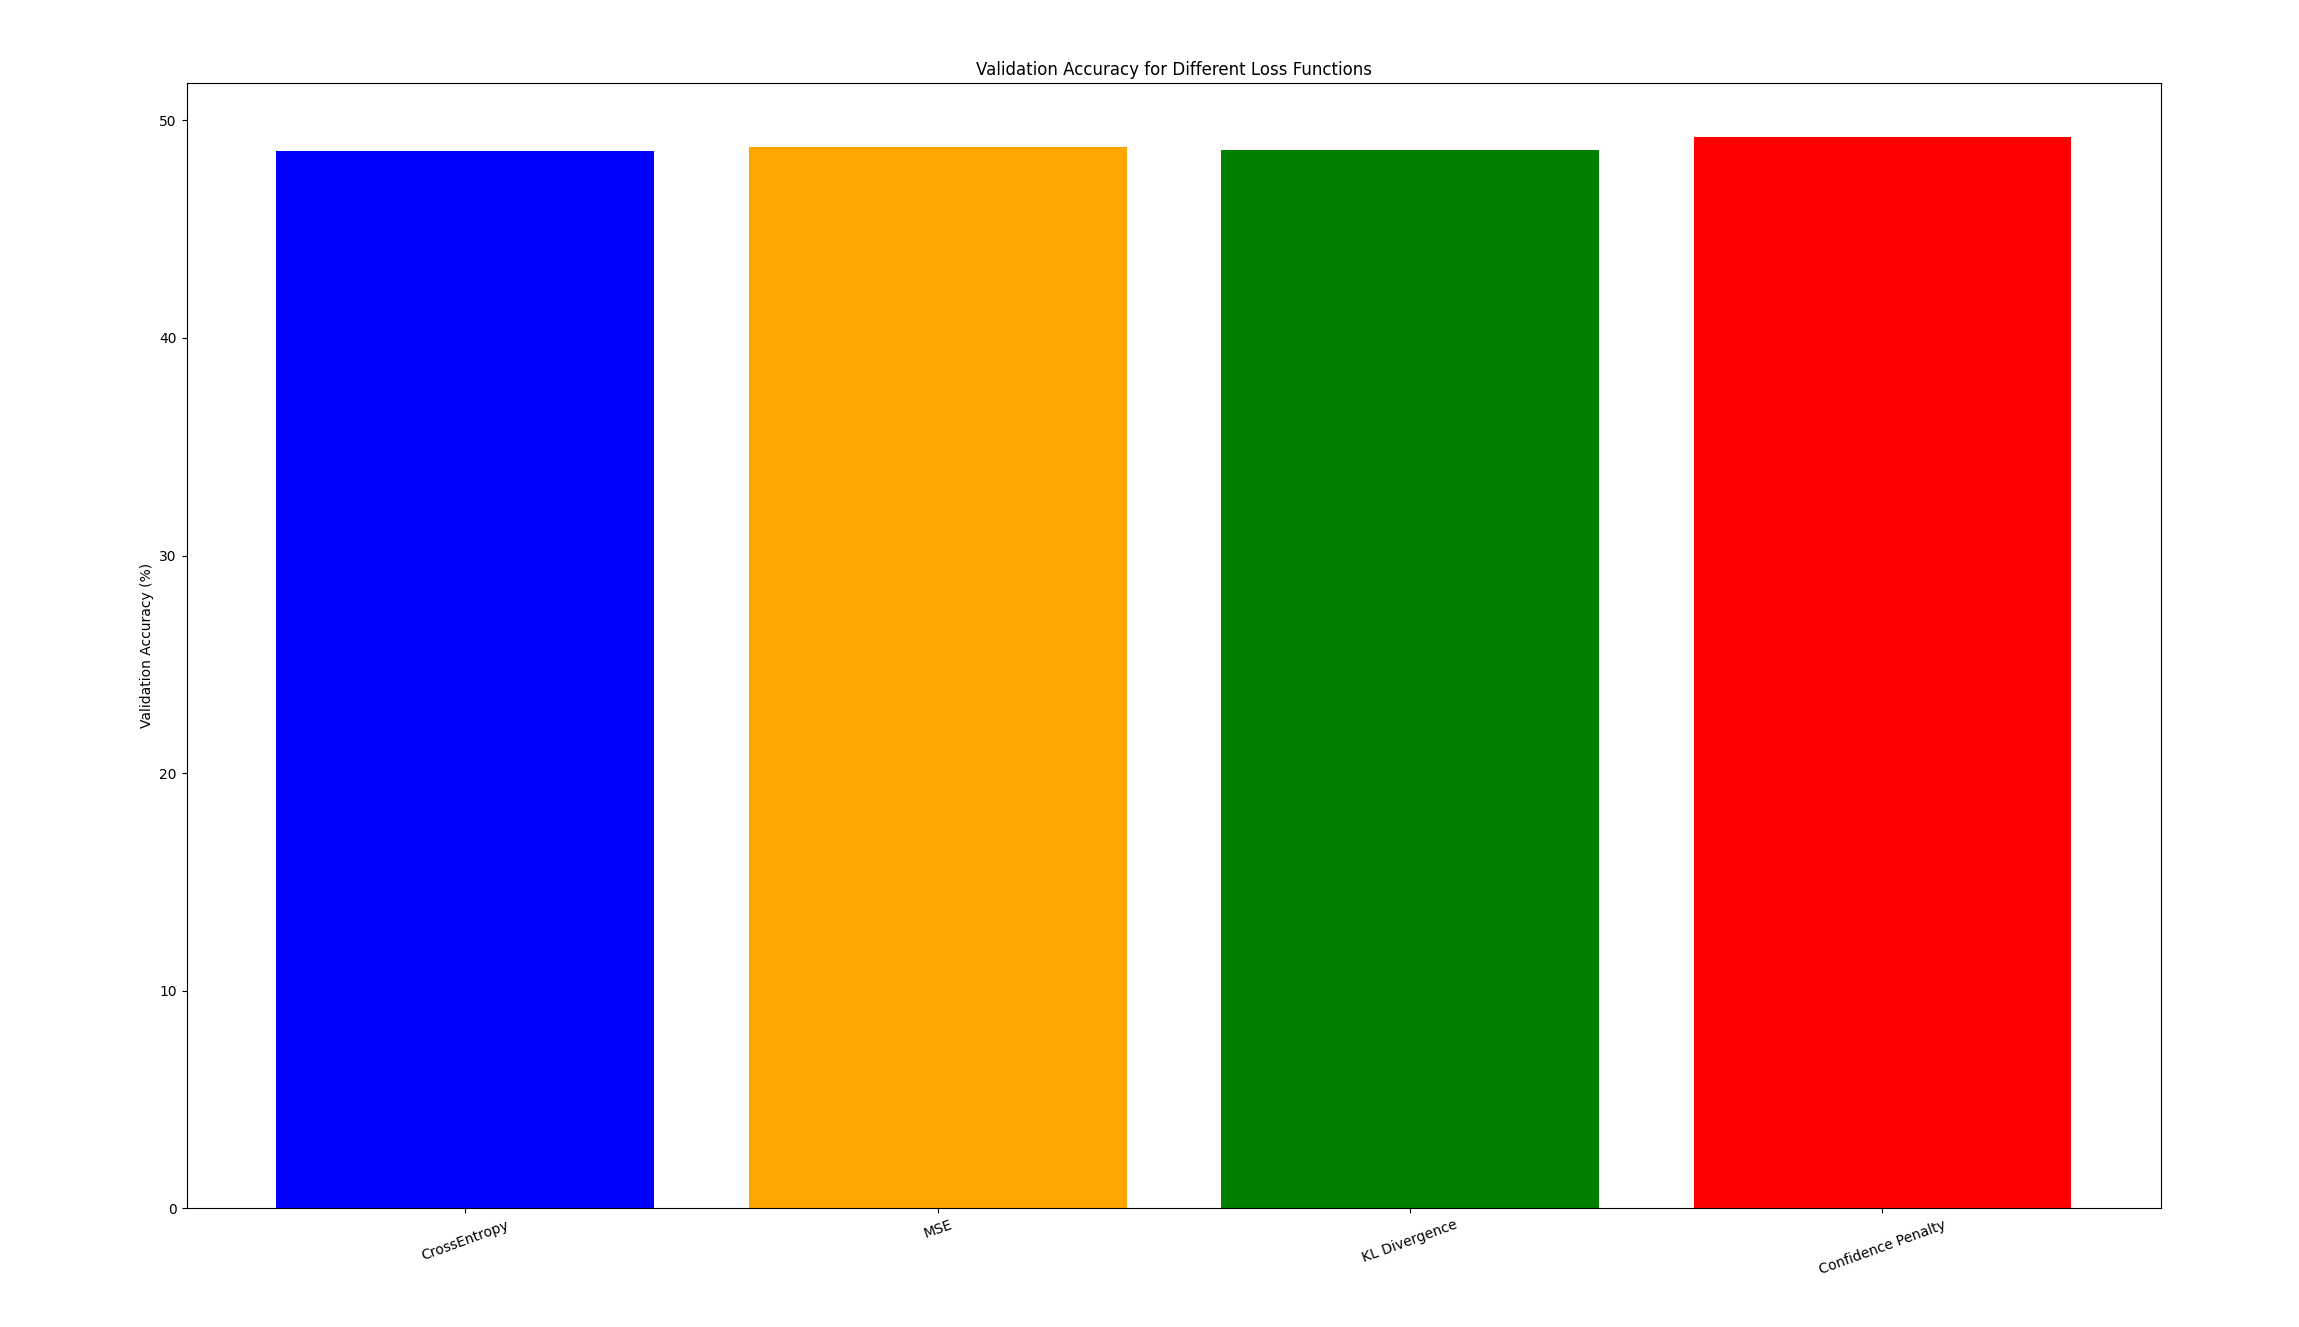 Validation Accuracy for Different Loss Functions
Validation Accuracy (%)
50
40
30
20
10
0
CrossEntropy
MSE
KL Divergence
Confidence Penalty